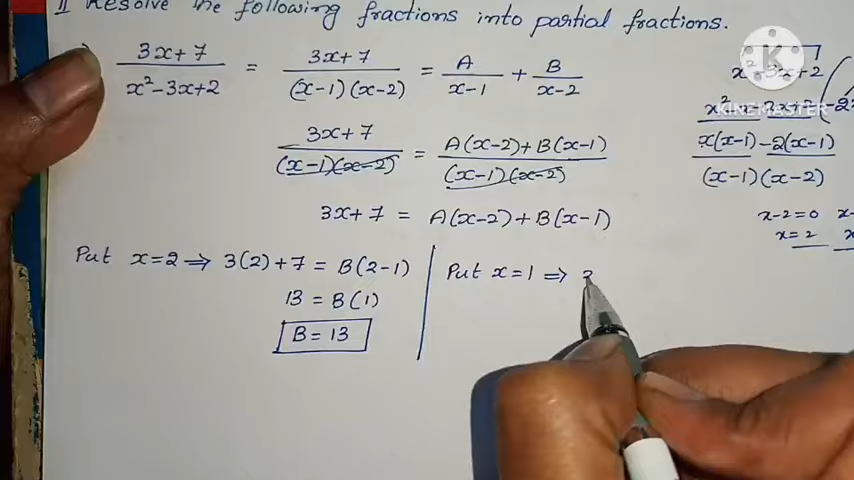 II Resolve the following fractions into partial fractions.
3x+7 / x²-3x+2 = 3x+7 / (x-1)(x-2) = A / x-1 + B / x-2
3x+7 / (x-1)(x-2) = A(x-2)+B(x-1) / (x-1)(x-2)
3x+7 = A(x-2)+B(x-1)
Put x=2 ⇒ 3(2)+7 = B(2-1)
13 = B(1)
B = 13
Put x=1 ⇒ 3
KINEMASTER
x(x-1)-2(x-1)
(x-1)(x-2)
x-2=0
x=2